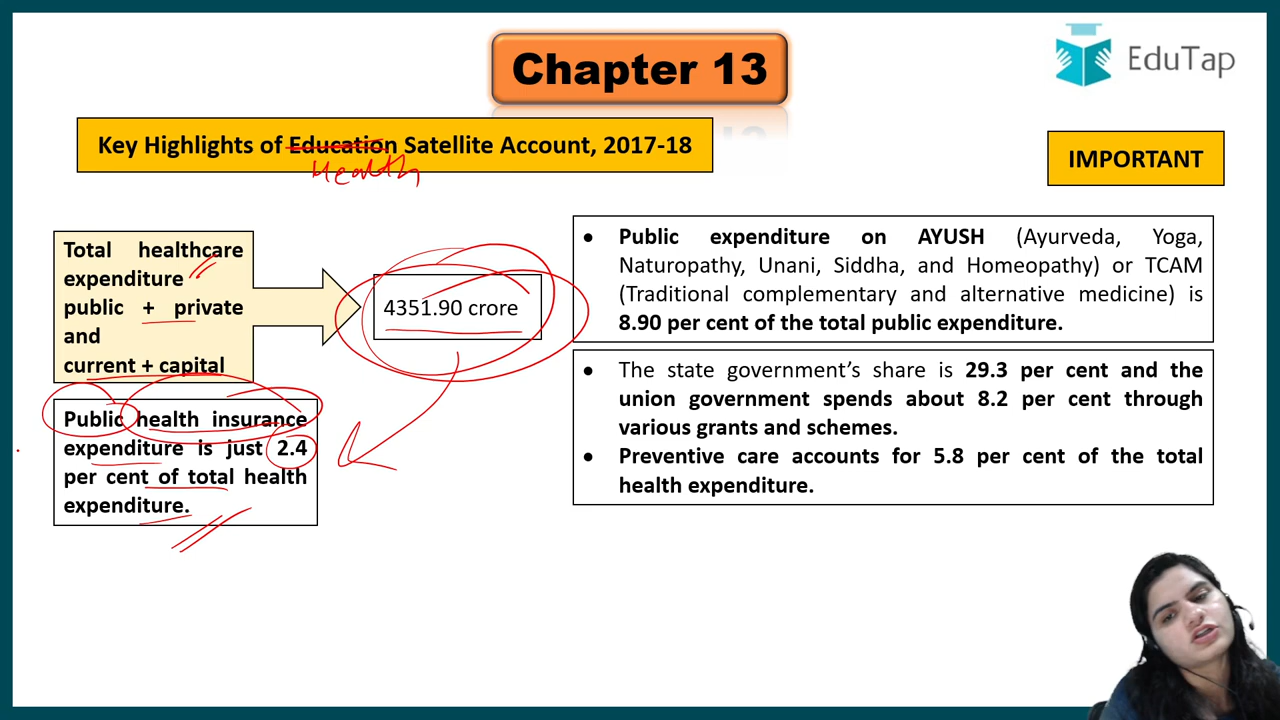 Chapter 13
EduTap
Key Highlights of Education Satellite Account, 2017-18
Health
IMPORTANT
Total healthcare
expenditure
public + private
and
current + capital
4351.90 crore
Public health insurance
expenditure is just 2.4
per cent of total health
expenditure.
• Public expenditure on AYUSH (Ayurveda, Yoga,
Naturopathy, Unani, Siddha, and Homeopathy) or TCAM
(Traditional complementary and alternative medicine) is
8.90 per cent of the total public expenditure.
• The state government’s share is 29.3 per cent and the
union government spends about 8.2 per cent through
various grants and schemes.
• Preventive care accounts for 5.8 per cent of the total
health expenditure.